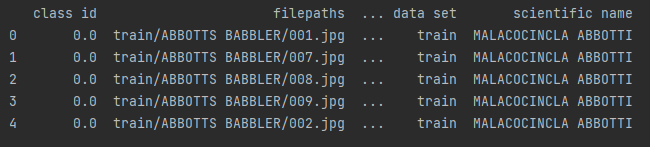 class id filepaths ... data set scientific name
0 0.0 train/ABBOTTS BABBLER/001.jpg ... train MALACOCINCLA ABBOTTI
1 0.0 train/ABBOTTS BABBLER/007.jpg ... train MALACOCINCLA ABBOTTI
2 0.0 train/ABBOTTS BABBLER/008.jpg ... train MALACOCINCLA ABBOTTI
3 0.0 train/ABBOTTS BABBLER/009.jpg ... train MALACOCINCLA ABBOTTI
4 0.0 train/ABBOTTS BABBLER/002.jpg ... train MALACOCINCLA ABBOTTI